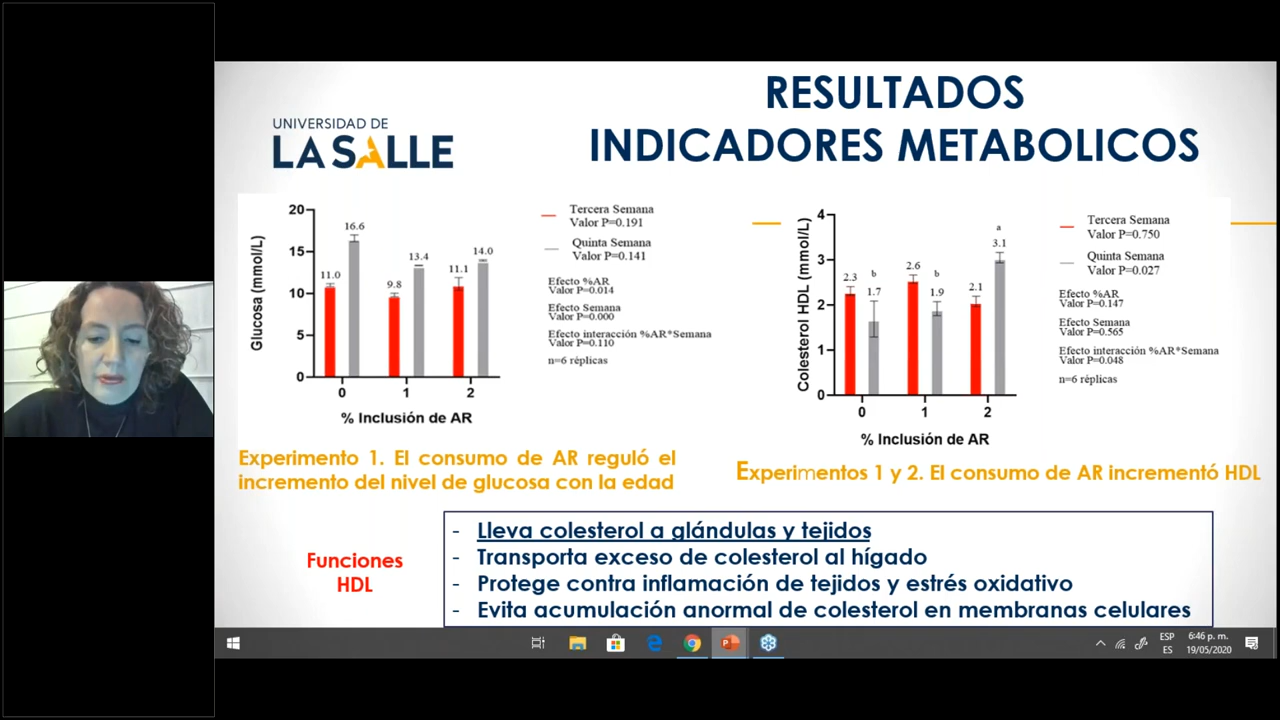 RESULTADOS
INDICADORES METABOLICOS
UNIVERSIDAD DE
LA SALLE
Glucosa (mmol/L)
20
15
10
5
0
11.0
16.6
9.8
13.4
11.1
14.0
0
1
2
% Inclusión de AR
Tercera Semana
Valor P=0.191
Quinta Semana
Valor P=0.141
Efecto %AR
Valor P=0.014
Efecto Semana
Valor P=0.000
Efecto interacción %AR*Semana
Valor P=0.110
n=6 réplicas
Colesterol HDL (mmol/L)
4
3
2
1
0
2.3
b
1.7
2.6
b
1.9
2.1
a
3.1
0
1
2
% Inclusión de AR
Tercera Semana
Valor P=0.750
Quinta Semana
Valor P=0.027
Efecto %AR
Valor P=0.147
Efecto Semana
Valor P=0.565
Efecto interacción %AR*Semana
Valor P=0.048
n=6 réplicas
Experimento 1. El consumo de AR reguló el
incremento del nivel de glucosa con la edad
Experimentos 1 y 2. El consumo de AR incrementó HDL
Funciones
HDL
- Lleva colesterol a glándulas y tejidos
- Transporta exceso de colesterol al hígado
- Protege contra inflamación de tejidos y estrés oxidativo
- Evita acumulación anormal de colesterol en membranas celulares
ESP
ES
6:46 p. m.
19/05/2020